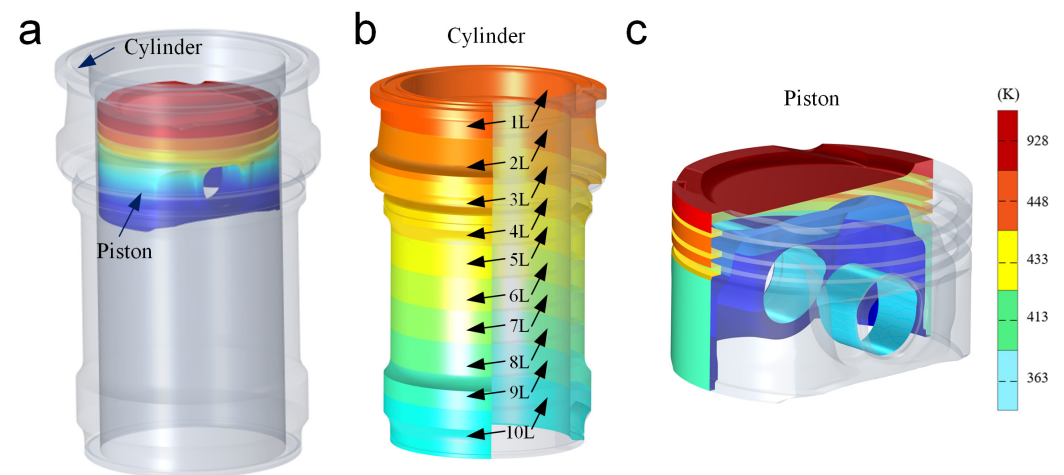 a
Cylinder
Piston
b
Cylinder
1L
2L
3L
4L
5L
6L
7L
8L
9L
10L
c
Piston
(K)
928
448
433
413
363